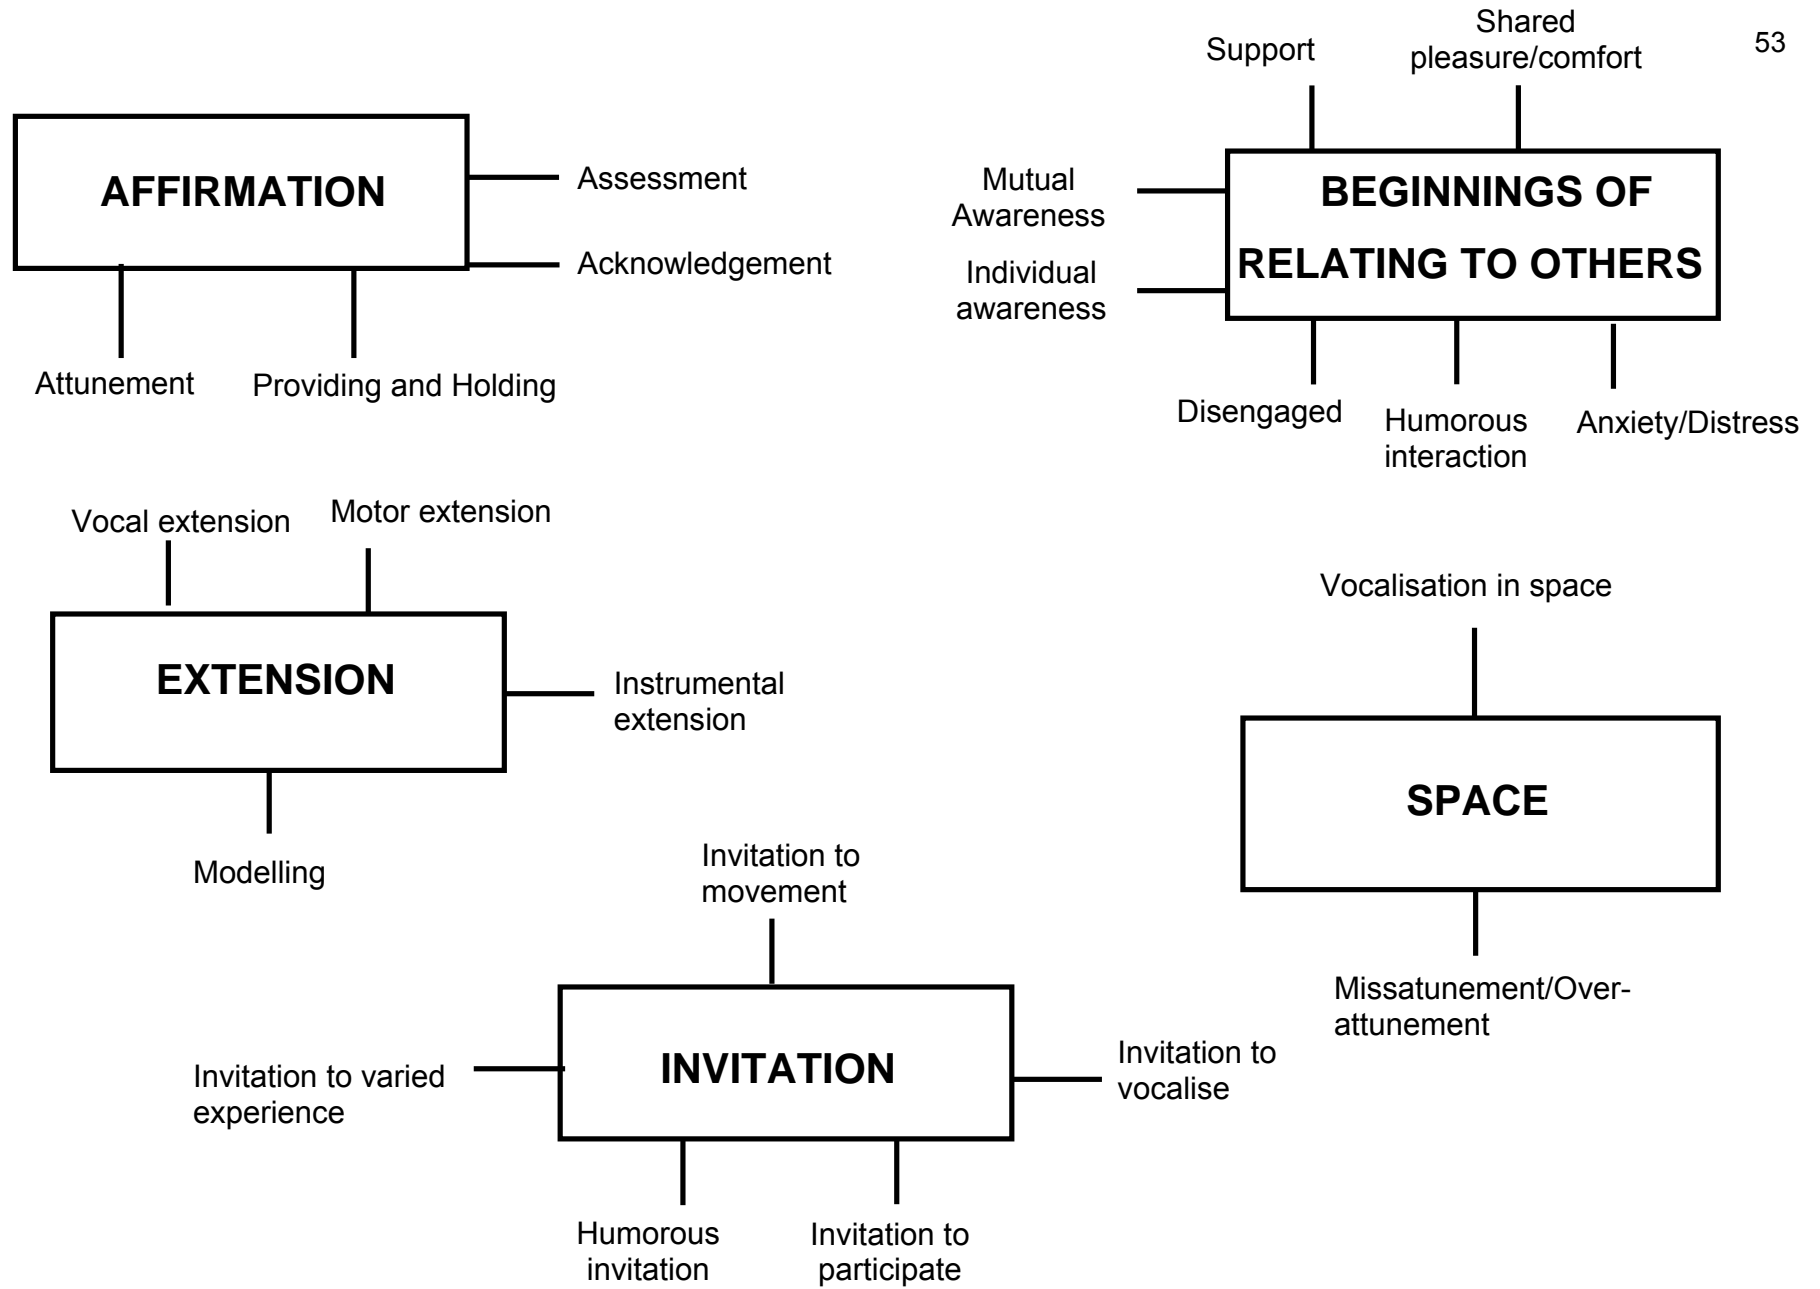 53
Support
Shared
pleasure/comfort
AFFIRMATION
Assessment
Acknowledgement
Attunement
Providing and Holding
Mutual
Awareness
Individual
awareness
BEGINNINGS OF
RELATING TO OTHERS
Disengaged
Humorous
interaction
Anxiety/Distress
Vocal extension
Motor extension
EXTENSION
Instrumental
extension
Modelling
Vocalisation in space
SPACE
Missatunement/Over-
attunement
Invitation to
movement
INVITATION
Invitation to varied
experience
Invitation to
vocalise
Humorous
invitation
Invitation to
participate